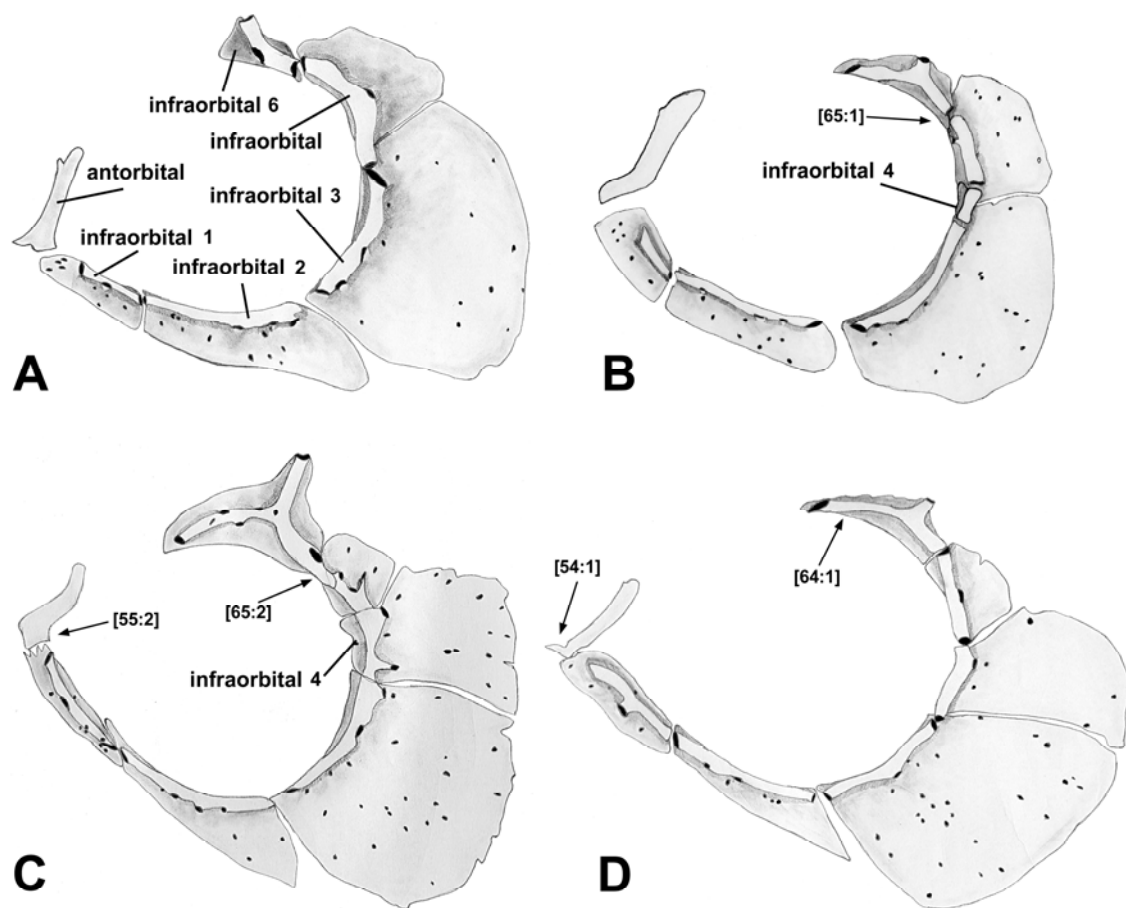 infraorbital 6
infraorbital
antorbital
infraorbital 3
infraorbital 1
infraorbital 2
A
[65:1]
infraorbital 4
B
[55:2]
[65:2]
infraorbital 4
C
[54:1]
[64:1]
D